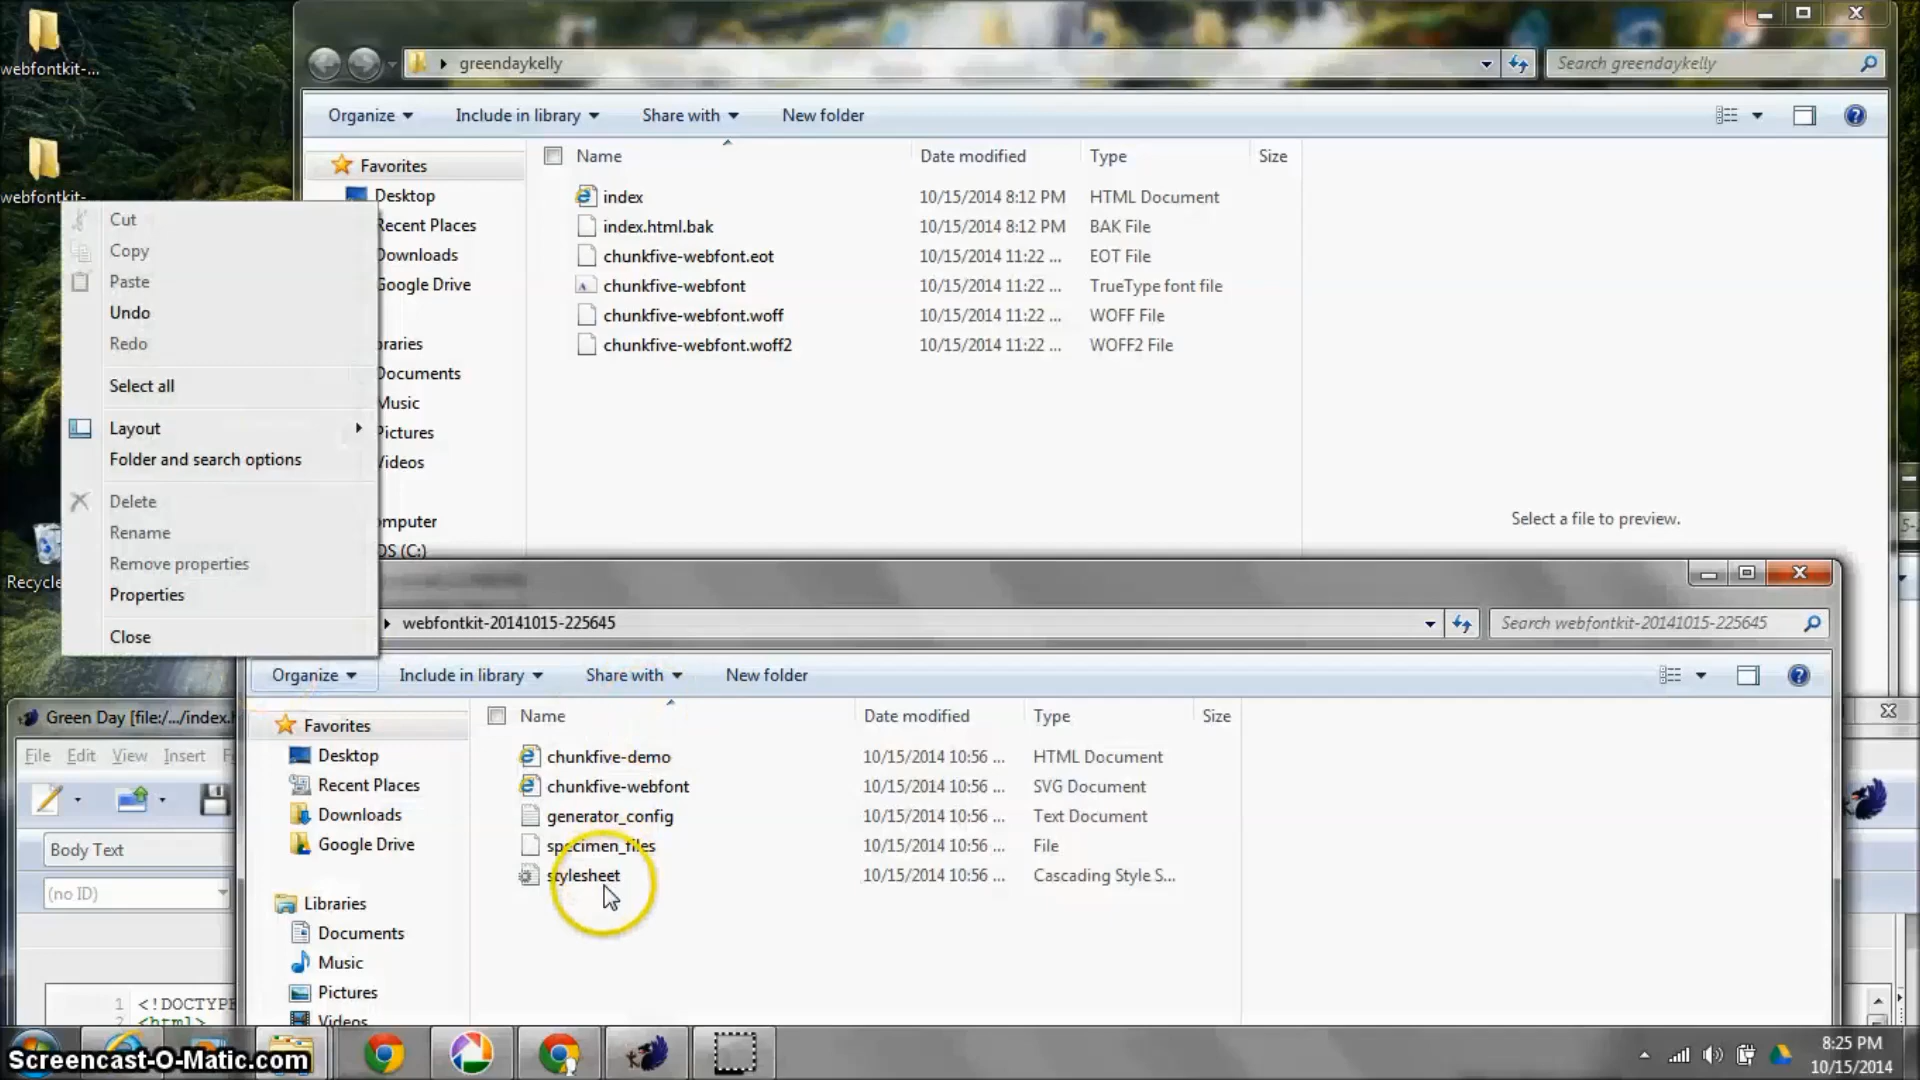 webfontkit-...
webfontkit-
Recycle
greendaykelly
Search greendaykelly
Organize
Include in library
Share with
New folder
Favorites
Desktop
Recent Places
Downloads
Google Drive
braries
Documents
Music
Pictures
Videos
omputer
OS (C:)
Name
Date modified
Type
Size
index
10/15/2014 8:12 PM
HTML Document
index.html.bak
10/15/2014 8:12 PM
BAK File
chunkfive-webfont.eot
10/15/2014 11:22 ...
EOT File
chunkfive-webfont
10/15/2014 11:22 ...
TrueType font file
chunkfive-webfont.woff
10/15/2014 11:22 ...
WOFF File
chunkfive-webfont.woff2
10/15/2014 11:22 ...
WOFF2 File
Select a file to preview.
Cut
Copy
Paste
Undo
Redo
Select all
Layout
Folder and search options
Delete
Rename
Remove properties
Properties
Close
webfontkit-20141015-225645
Search webfontkit-20141015-225645
Organize
Include in library
Share with
New folder
Favorites
Desktop
Recent Places
Downloads
Google Drive
Libraries
Documents
Music
Pictures
Videos
Name
Date modified
Type
Size
chunkfive-demo
10/15/2014 10:56 ...
HTML Document
chunkfive-webfont
10/15/2014 10:56 ...
SVG Document
generator_config
10/15/2014 10:56 ...
Text Document
specimen_files
10/15/2014 10:56 ...
File
stylesheet
10/15/2014 10:56 ...
Cascading Style S...
Green Day [file:/.../index.h
File Edit View Insert Fo
Body Text
(no ID)
1 <!DOCTYPE
2 <html>
Screencast-O-Matic.com
8:25 PM
10/15/2014